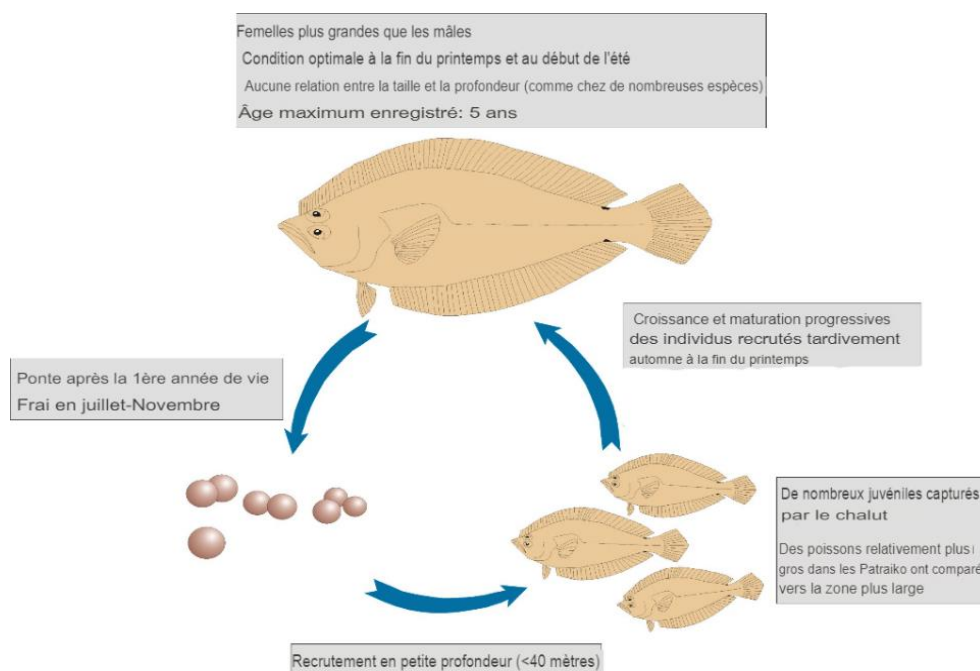 Femelles plus grandes que les mâles
Condition optimale à la fin du printemps et au début de l'été
Aucune relation entre la taille et la profondeur (comme chez de nombreuses espèces)
Âge maximum enregistré: 5 ans
Croissance et maturation progressives
des individus recrutés tardivement
automne à la fin du printemps
Ponte après la 1ère année de vie
Frai en juillet-Novembre
De nombreux juvéniles capturés
par le chalut
Des poissons relativement plus
gros dans les Patraiko ont comparé
vers la zone plus large
Recrutement en petite profondeur (<40 mètres)